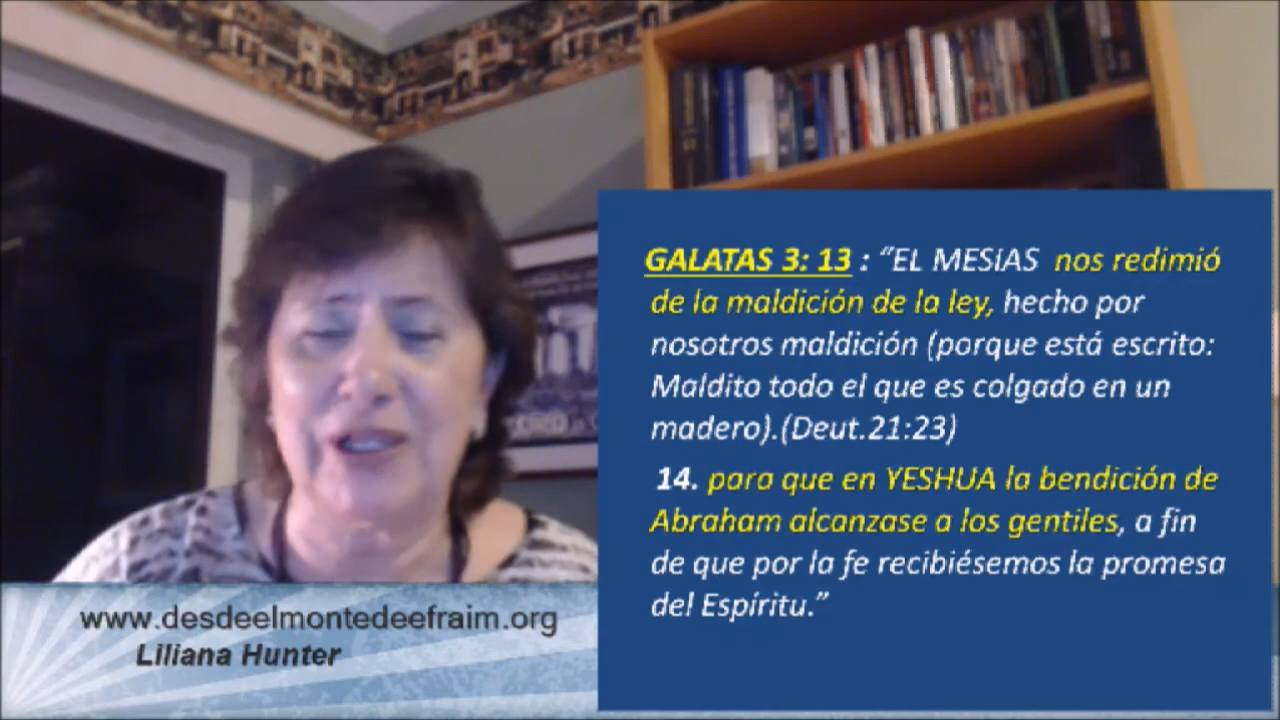 GALATAS 3: 13 : “EL MESiAS nos redimió
de la maldición de la ley, hecho por
nosotros maldición (porque está escrito:
Maldito todo el que es colgado en un
madero).(Deut.21:23)
14. para que en YESHUA la bendición de
Abraham alcanzase a los gentiles, a fin
de que por la fe recibiésemos la promesa
del Espíritu.”
www.desdeelmontedeefraim.org
Liliana Hunter